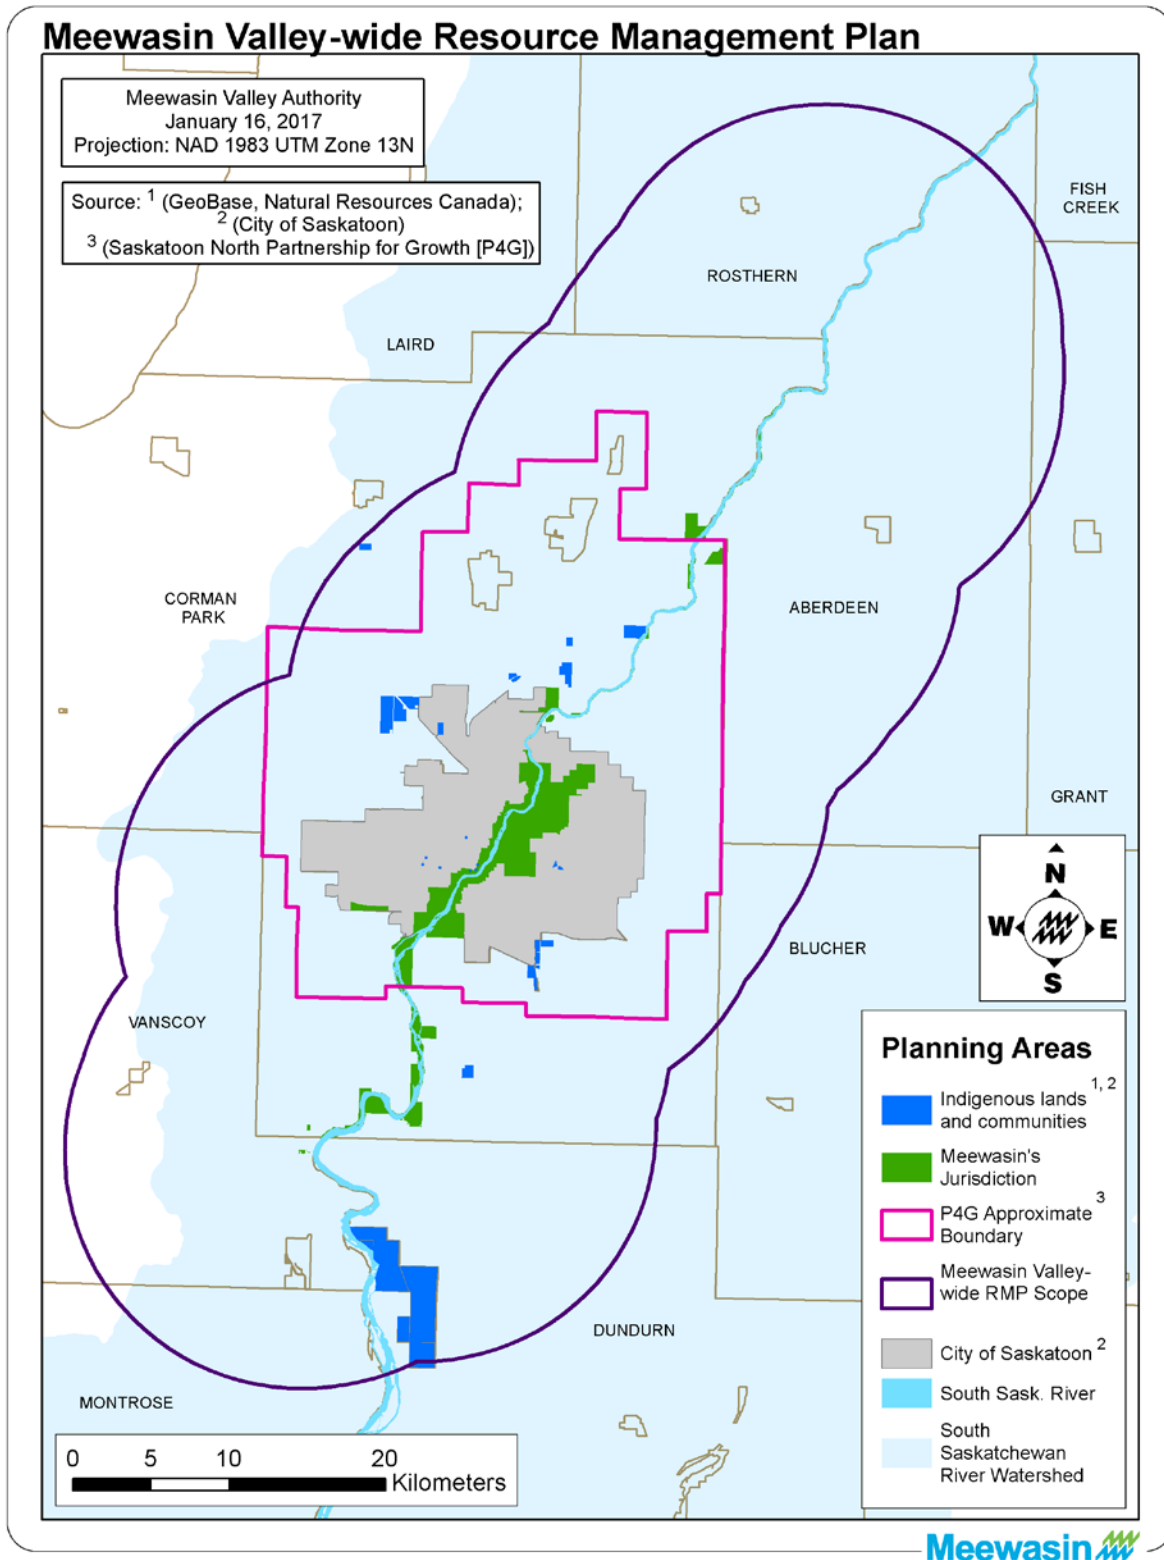 Meewasin Valley-wide Resource Management Plan
Meewasin Valley Authority
January 16, 2017
Projection: NAD 1983 UTM Zone 13N
Source: 1 (GeoBase, Natural Resources Canada);
2 (City of Saskatoon)
3 (Saskatoon North Partnership for Growth [P4G])
FISH
CREEK
ROSTHERN
LAIRD
CORMAN
PARK
ABERDEEN
GRANT
N
W E
S
BLUCHER
VANSCOY
Planning Areas
Indigenous lands 1, 2
and communities
Meewasin's
Jurisdiction
P4G Approximate 3
Boundary
Meewasin Valley-
wide RMP Scope
City of Saskatoon 2
South Sask. River
South
Saskatchewan
River Watershed
DUNDURN
MONTROSE
0 5 10 20
Kilometers
Meewasin